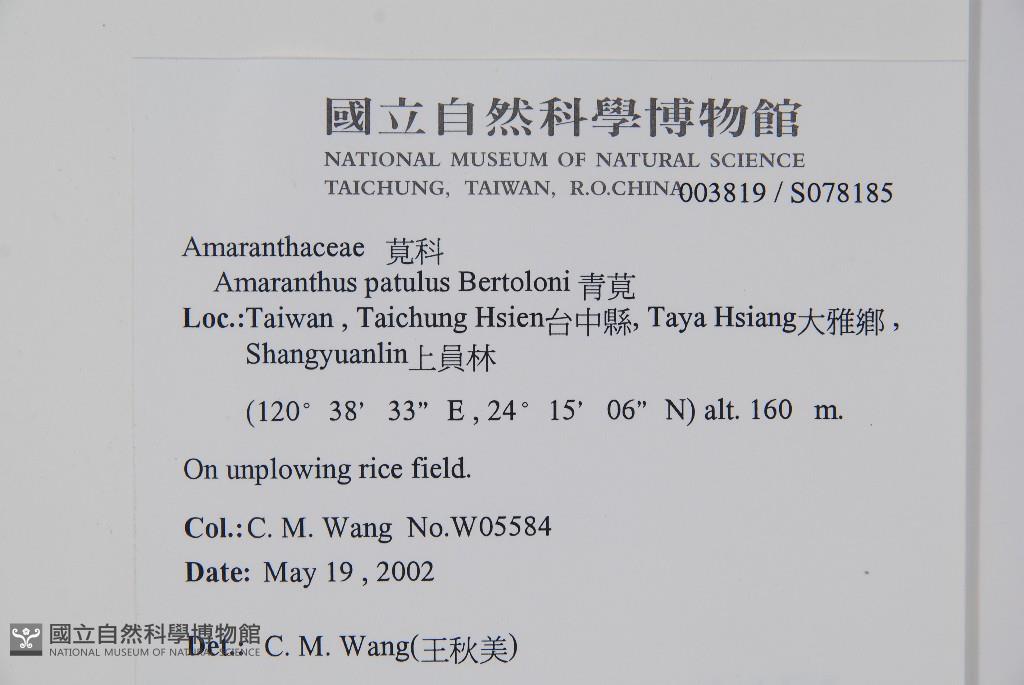 國立自然科學博物館
NATIONAL MUSEUM OF NATURAL SCIENCE
TAICHUNG, TAIWAN, R.O.CHINA 003819 / S078185
Amaranthaceae 莧科
Amaranthus patulus Bertoloni 青莧
Loc.:Taiwan , Taichung Hsien台中縣, Taya Hsiang大雅鄉 ,
Shangyuanlin上員林
(120° 38’ 33” E , 24° 15’ 06” N) alt. 160 m.
On unplowing rice field.
Col.: C. M. Wang No.W05584
Date: May 19 , 2002
Det.: C. M. Wang(王秋美)
國立自然科學博物館
NATIONAL MUSEUM OF NATURAL SCIENCE